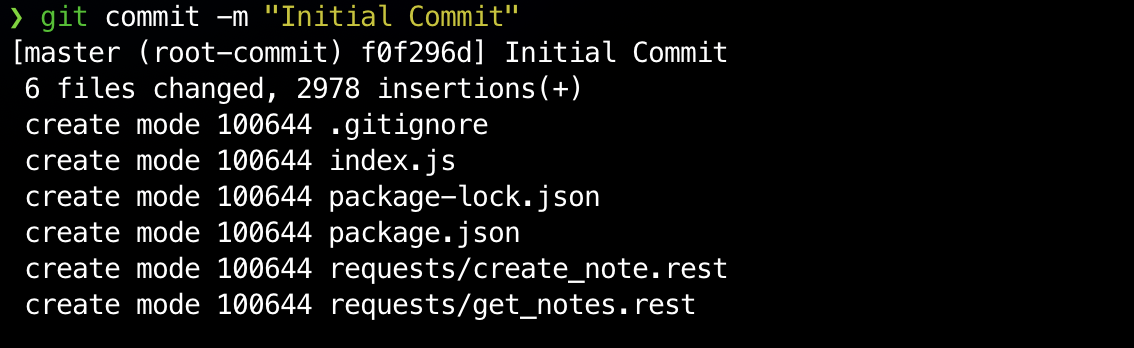 ❯ git commit -m "Initial Commit"
[master (root-commit) f0f296d] Initial Commit
 6 files changed, 2978 insertions(+)
 create mode 100644 .gitignore
 create mode 100644 index.js
 create mode 100644 package-lock.json
 create mode 100644 package.json
 create mode 100644 requests/create_note.rest
 create mode 100644 requests/get_notes.rest